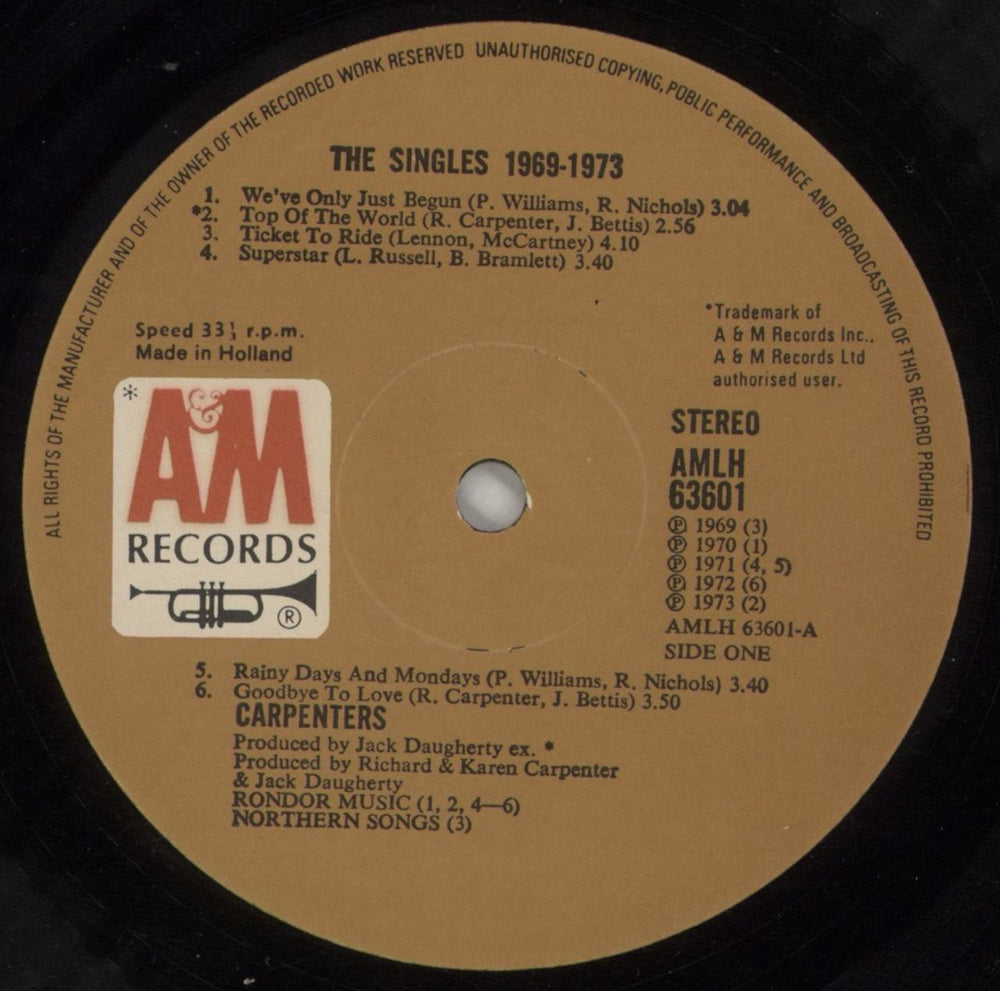 ALL RIGHTS OF THE MANUFACTURER AND OF THE OWNER OF THE RECORDED WORK RESERVED UNAUTHORISED COPYING, PUBLIC PERFORMANCE AND BROADCASTING OF THIS RECORD PROHIBITED
THE SINGLES 1969-1973
1. We've Only Just Begun (P. Williams, R. Nichols) 3.04
*2. Top Of The World (R. Carpenter, J. Bettis) 2.56
3. Ticket To Ride (Lennon, McCartney) 4.10
4. Superstar (L. Russell, B. Bramlett) 3.40
Speed 33⅓ r.p.m.
Made in Holland
*Trademark of
A & M Records Inc.,
A & M Records Ltd
authorised user.
* A&M
RECORDS
®
STEREO
AMLH
63601
℗ 1969 (3)
℗ 1970 (1)
℗ 1971 (4, 5)
℗ 1972 (6)
℗ 1973 (2)
AMLH 63601-A
SIDE ONE
5. Rainy Days And Mondays (P. Williams, R. Nichols) 3.40
6. Goodbye To Love (R. Carpenter, J. Bettis) 3.50
CARPENTERS
Produced by Jack Daugherty ex. *
Produced by Richard & Karen Carpenter
& Jack Daugherty
RONDOR MUSIC (1, 2, 4—6)
NORTHERN SONGS (3)